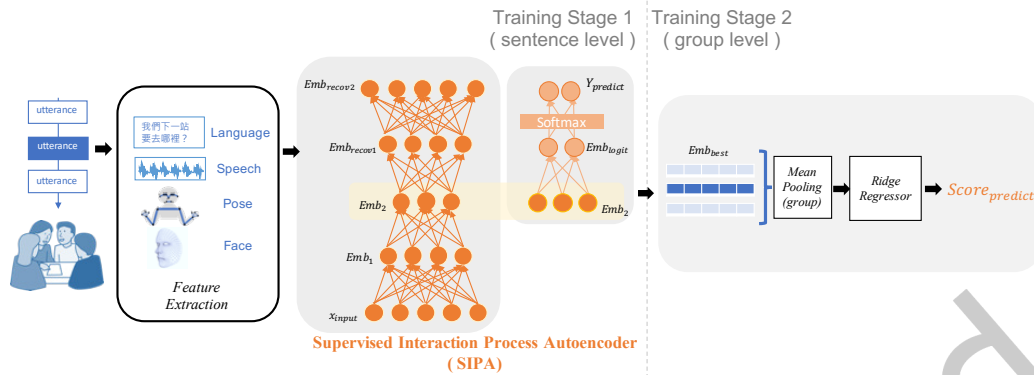 Training Stage 1
( sentence level )
Training Stage 2
( group level )
utterance
utterance
utterance
我們下一站
要去哪裡？
Language
Speech
Pose
Face
Feature
Extraction
Emb_recov2
Emb_recov1
Emb_2
Emb_1
x_input
Supervised Interaction Process Autoencoder
( SIPA)
Y_predict
Softmax
Emb_logit
Emb_2
Emb_best
Mean
Pooling
(group)
Ridge
Regressor
Score_predict
d